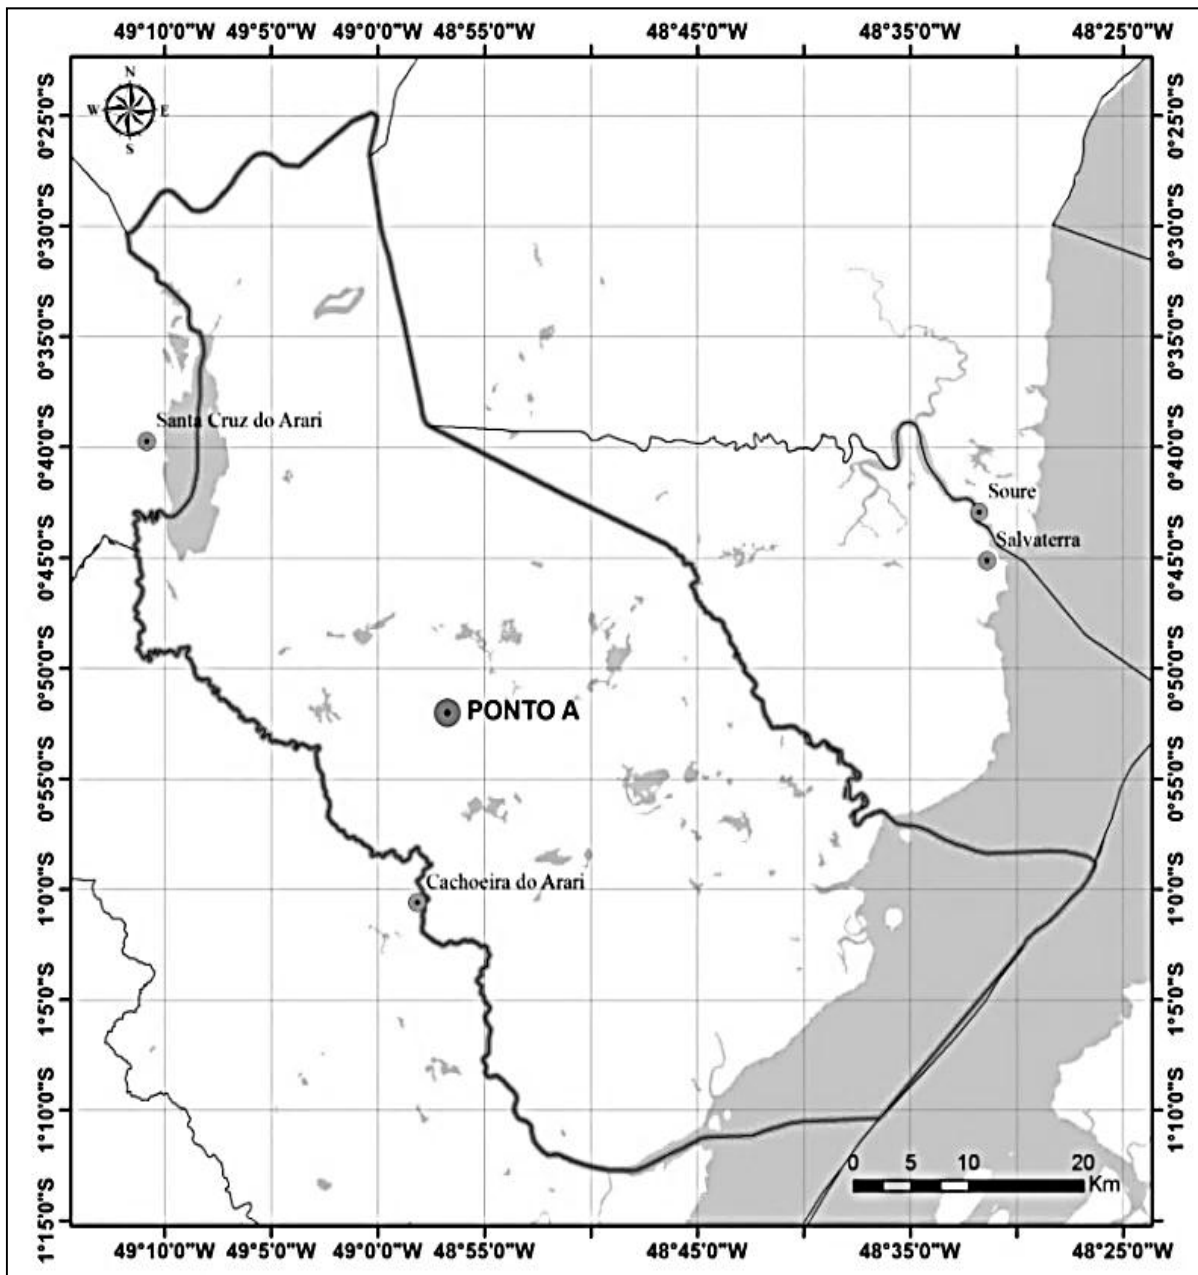 49°10'0"W 49°5'0"W 49°0'0"W 48°55'0"W 48°45'0"W 48°35'0"W 48°25'0"W
N
W E
S
0°25'0"S 0°25'0"S
0°30'0"S 0°30'0"S
0°35'0"S 0°35'0"S
Santa Cruz do Arari
0°40'0"S 0°40'0"S
Soure
Salvaterra
0°45'0"S 0°45'0"S
0°50'0"S 0°50'0"S
PONTO A
0°55'0"S 0°55'0"S
Cachoeira do Arari
1°0'0"S 1°0'0"S
1°5'0"S 1°5'0"S
1°10'0"S 1°10'0"S
0 5 10 20
Km
1°15'0"S 1°15'0"S
49°10'0"W 49°5'0"W 49°0'0"W 48°55'0"W 48°45'0"W 48°35'0"W 48°25'0"W